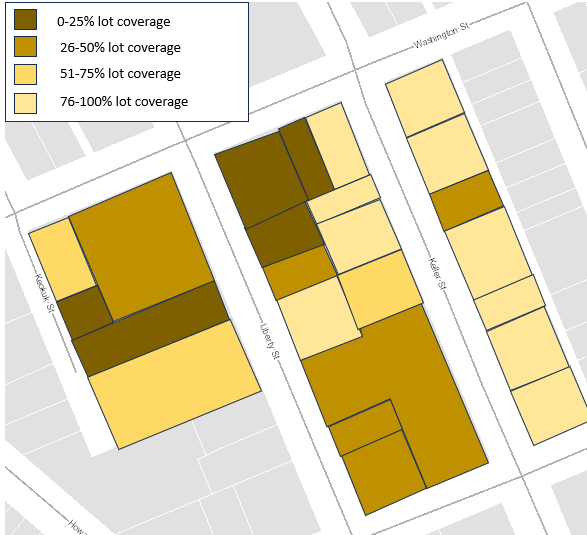 0-25% lot coverage
26-50% lot coverage
51-75% lot coverage
76-100% lot coverage
Washington St
Keokuk St
Keller St
Liberty St
How